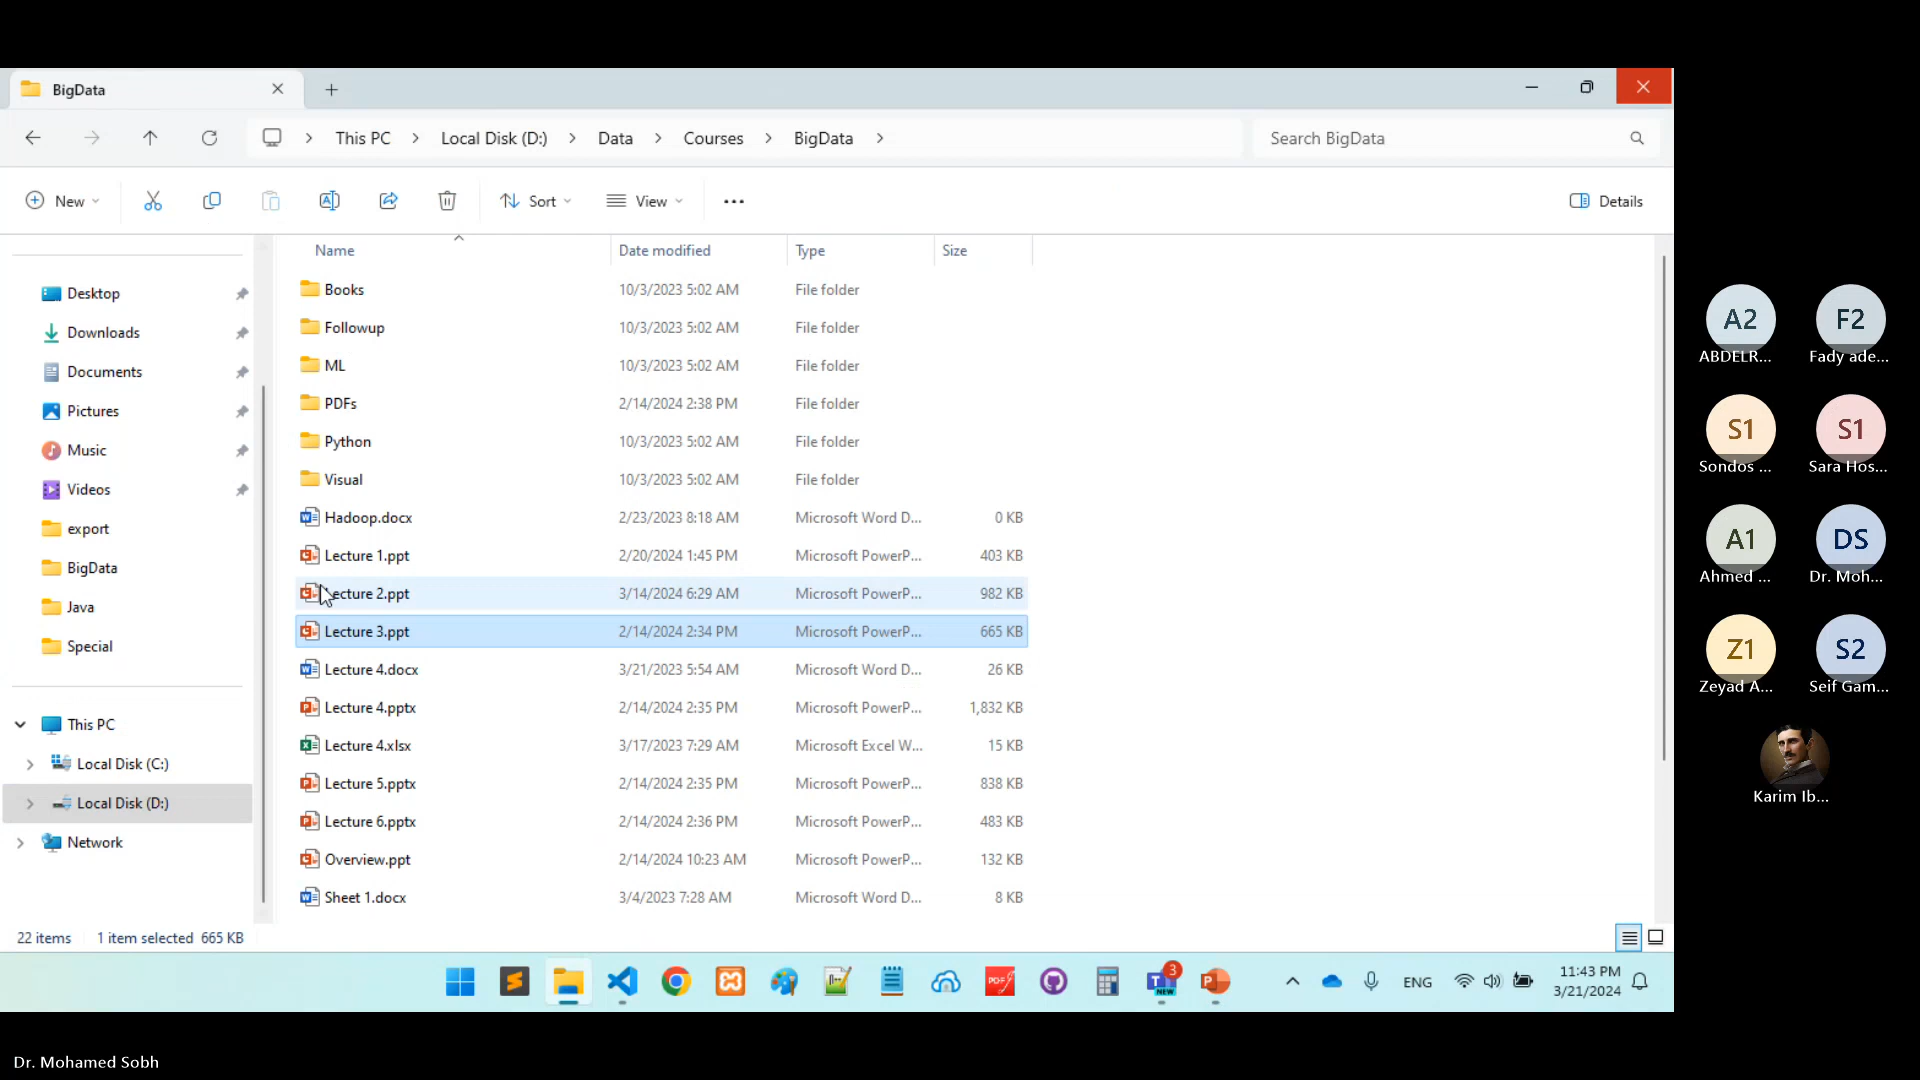 BigData
This PC > Local Disk (D:) > Data > Courses > BigData >
Search BigData
New
Sort
View
Details
Name Date modified Type Size
Books 10/3/2023 5:02 AM File folder
Followup 10/3/2023 5:02 AM File folder
ML 10/3/2023 5:02 AM File folder
PDFs 2/14/2024 2:38 PM File folder
Python 10/3/2023 5:02 AM File folder
Visual 10/3/2023 5:02 AM File folder
Hadoop.docx 2/23/2023 8:18 AM Microsoft Word D... 0 KB
Lecture 1.ppt 2/20/2024 1:45 PM Microsoft PowerP... 403 KB
Lecture 2.ppt 3/14/2024 6:29 AM Microsoft PowerP... 982 KB
Lecture 3.ppt 2/14/2024 2:34 PM Microsoft PowerP... 665 KB
Lecture 4.docx 3/21/2023 5:54 AM Microsoft Word D... 26 KB
Lecture 4.pptx 2/14/2024 2:35 PM Microsoft PowerP... 1,832 KB
Lecture 4.xlsx 3/17/2023 7:29 AM Microsoft Excel W... 15 KB
Lecture 5.pptx 2/14/2024 2:35 PM Microsoft PowerP... 838 KB
Lecture 6.pptx 2/14/2024 2:36 PM Microsoft PowerP... 483 KB
Overview.ppt 2/14/2024 10:23 AM Microsoft PowerP... 132 KB
Sheet 1.docx 3/4/2023 7:28 AM Microsoft Word D... 8 KB
Desktop
Downloads
Documents
Pictures
Music
Videos
export
BigData
Java
Special
This PC
Local Disk (C:)
Local Disk (D:)
Network
22 items 1 item selected 665 KB
3
NEW
PDF
ENG
11:43 PM
3/21/2024
A2 F2
ABDELR... Fady ade...
S1 S1
Sondos ... Sara Hos...
A1 DS
Ahmed ... Dr. Moh...
Z1 S2
Zeyad A... Seif Gam...
Karim Ib...
Dr. Mohamed Sobh